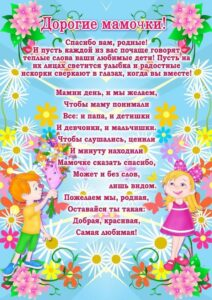 Дорогие мамочки!
Спасибо вам, родные!
И пусть каждой из вас почаще говорят
теплые слова ваши любимые дети! Пусть на
их лицах светится улыбка и радостные
искорки сверкают в глазах, когда вы вместе!
Мамин день, и мы желаем,
Чтобы маму понимали
Все: и папа, и детишки
И девчонки, и мальчишки.
Чтобы слушались, ценили
И минуту находили
Мамочке сказать спасибо,
Может и без слов,
лишь видом.
Пожелаем мы, родная,
Оставайся ты такая:
Добрая, красивая,
Самая любимая!